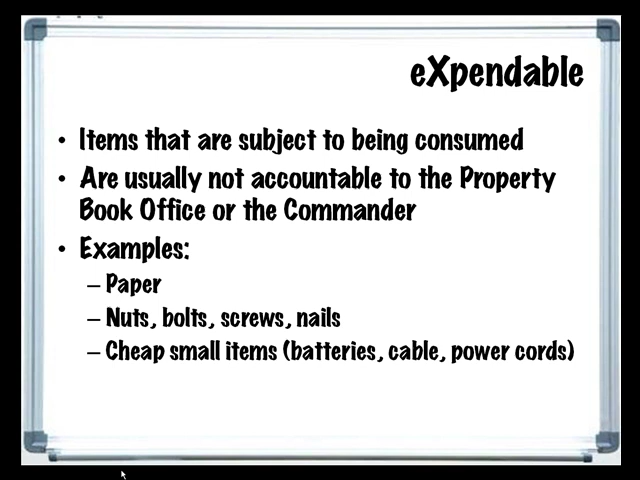 eXpendable
• Items that are subject to being consumed
• Are usually not accountable to the Property
Book Office or the Commander
• Examples:
– Paper
– Nuts, bolts, screws, nails
– Cheap small items (batteries, cable, power cords)